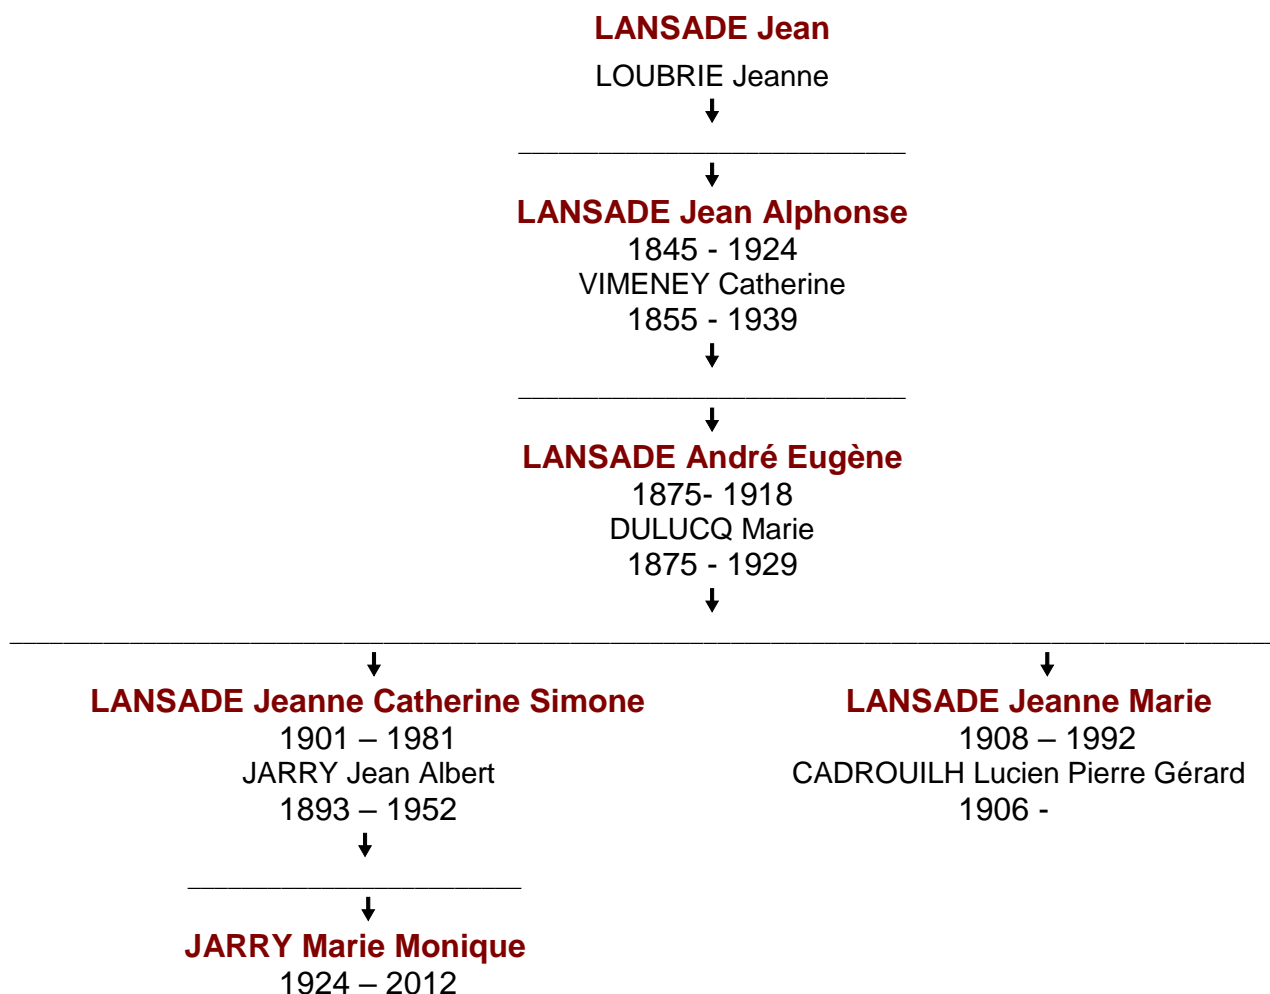 LANSADE Jean
LOUBRIE Jeanne
LANSADE Jean Alphonse
1845 - 1924
VIMENEY Catherine
1855 - 1939
LANSADE André Eugène
1875- 1918
DULUCQ Marie
1875 - 1929
LANSADE Jeanne Catherine Simone
1901 – 1981
JARRY Jean Albert
1893 – 1952
LANSADE Jeanne Marie
1908 – 1992
CADROUILH Lucien Pierre Gérard
1906 -
JARRY Marie Monique
1924 – 2012